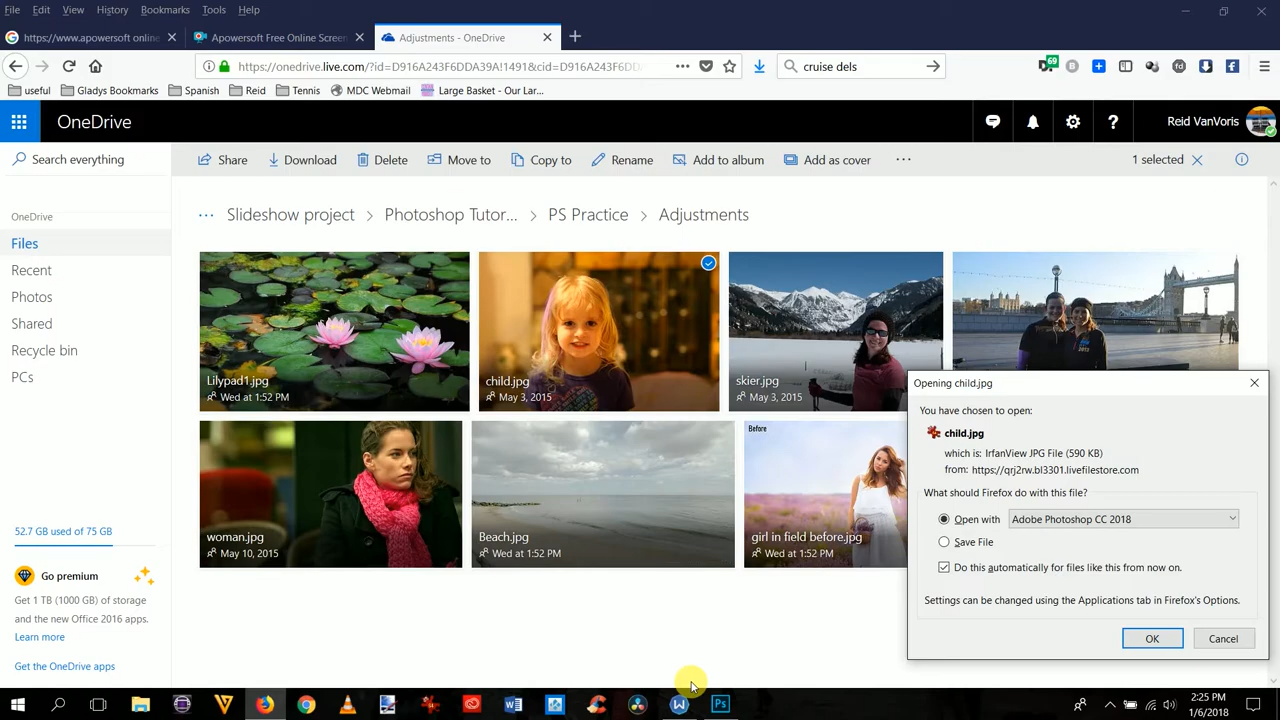 File Edit View History Bookmarks Tools Help
https://www.apowersoft online
Apowersoft Free Online Screen
Adjustments - OneDrive
https://onedrive.live.com/?id=D916A243F6DDA39A!1491&cid=D916A243F6DD
cruise dels
69
useful Gladys Bookmarks Spanish Reid Tennis MDC Webmail Large Basket - Our Lar...
OneDrive
Reid VanVoris
Search everything
Share Download Delete Move to Copy to Rename Add to album Add as cover ... 1 selected
OneDrive
Files
Recent
Photos
Shared
Recycle bin
PCs
... Slideshow project > Photoshop Tutor... > PS Practice > Adjustments
Lilypad1.jpg
Wed at 1:52 PM
child.jpg
May 3, 2015
skier.jpg
May 3, 2015
woman.jpg
May 10, 2015
Beach.jpg
Wed at 1:52 PM
Before
girl in field before.jpg
Wed at 1:52 PM
Opening child.jpg
You have chosen to open:
child.jpg
which is: IrfanView JPG File (590 KB)
from: https://qrj2rw.bl3301.livefilestore.com
What should Firefox do with this file?
Open with Adobe Photoshop CC 2018
Save File
Do this automatically for files like this from now on.
Settings can be changed using the Applications tab in Firefox's Options.
OK Cancel
52.7 GB used of 75 GB
Go premium
Get 1 TB (1000 GB) of storage
and the new Office 2016 apps.
Learn more
Get the OneDrive apps
Ps
2:25 PM
1/6/2018